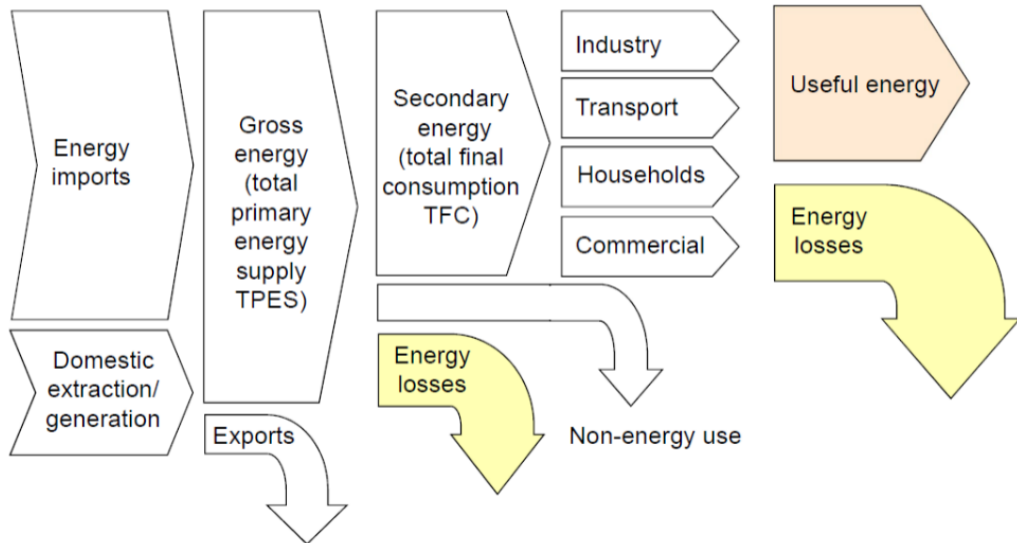 Energy
imports
Domestic
extraction/
generation
Gross
energy
(total
primary
energy
supply
TPES)
Exports
Secondary
energy
(total final
consumption
TFC)
Energy
losses
Non-energy use
Industry
Transport
Households
Commercial
Useful energy
Energy
losses